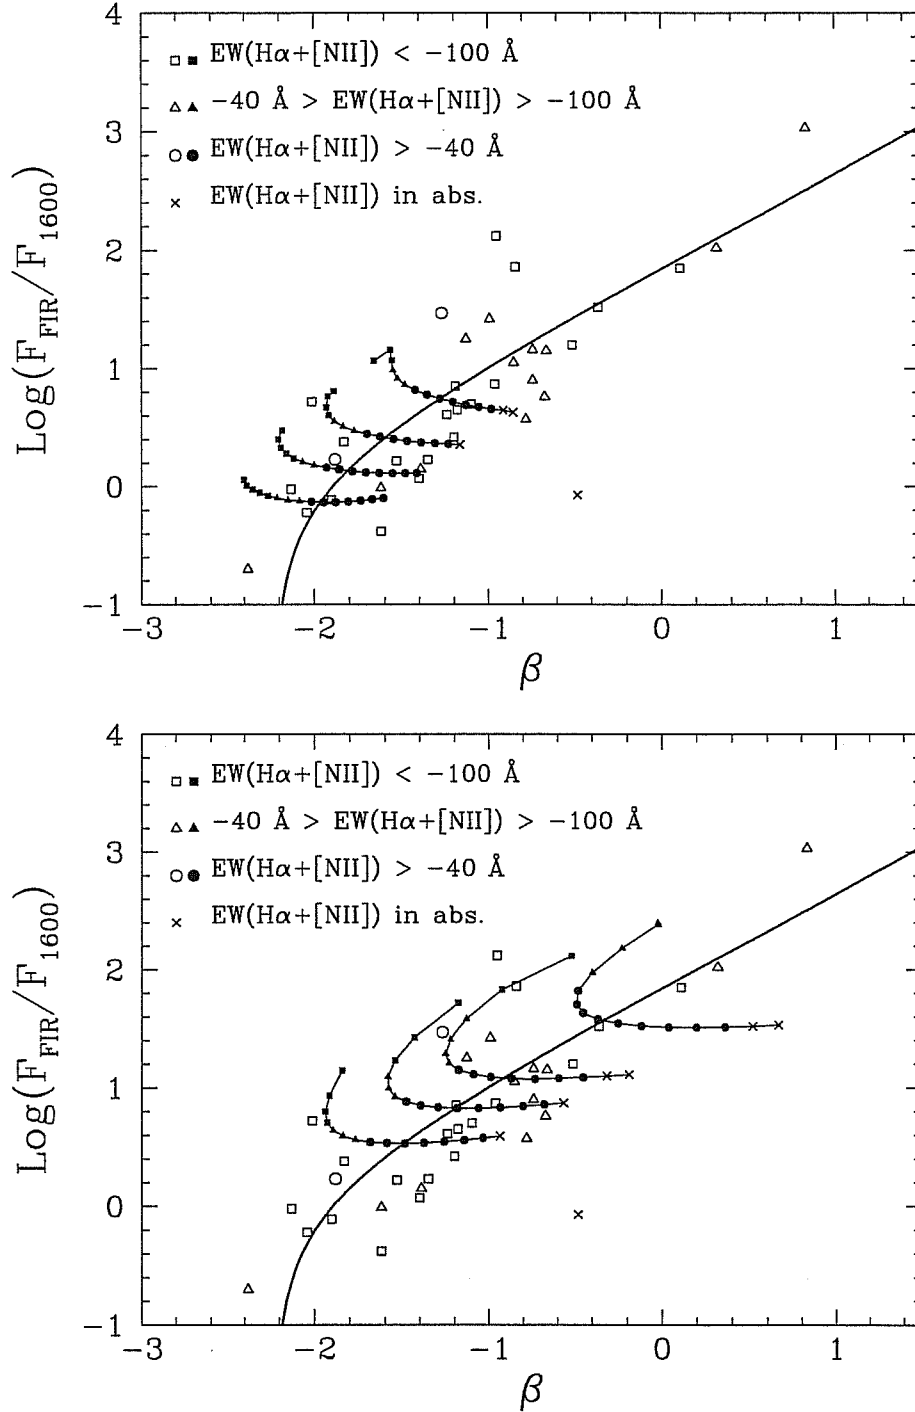 4
3
2
1
0
−1
Log(F_FIR/F_1600)
EW(Hα+[NII]) < −100 Å
−40 Å > EW(Hα+[NII]) > −100 Å
EW(Hα+[NII]) > −40 Å
EW(Hα+[NII]) in abs.
−3 −2 −1 0 1
β
4
3
2
1
0
−1
Log(F_FIR/F_1600)
EW(Hα+[NII]) < −100 Å
−40 Å > EW(Hα+[NII]) > −100 Å
EW(Hα+[NII]) > −40 Å
EW(Hα+[NII]) in abs.
−3 −2 −1 0 1
β